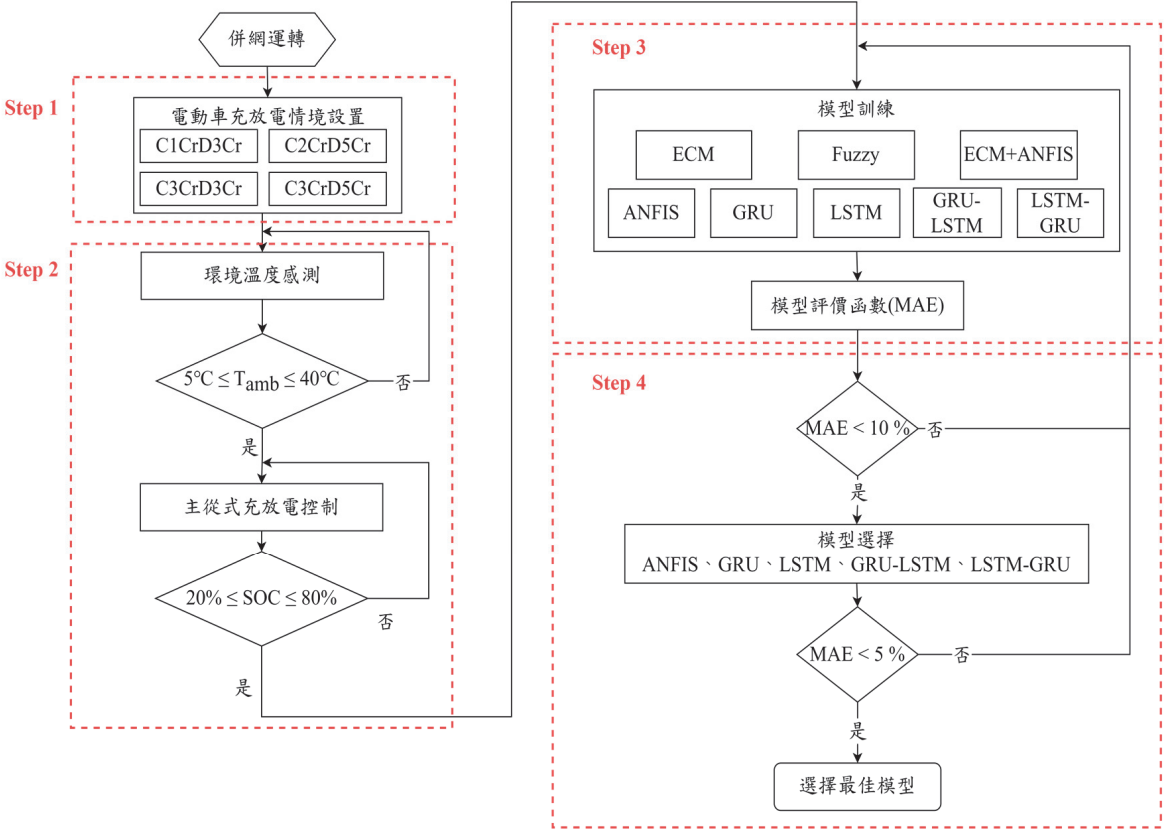 併網運轉
Step 1
電動車充放電情境設置
C1CrD3Cr
C2CrD5Cr
C3CrD3Cr
C3CrD5Cr
Step 2
環境溫度感測
5℃ ≤ Tamb ≤ 40℃
否
是
主從式充放電控制
20% ≤ SOC ≤ 80%
否
是
Step 3
模型訓練
ECM
Fuzzy
ECM+ANFIS
ANFIS
GRU
LSTM
GRU-
LSTM
LSTM-
GRU
模型評價函數(MAE)
Step 4
MAE < 10 %
否
是
模型選擇
ANFIS、GRU、LSTM、GRU-LSTM、LSTM-GRU
MAE < 5 %
否
是
選擇最佳模型